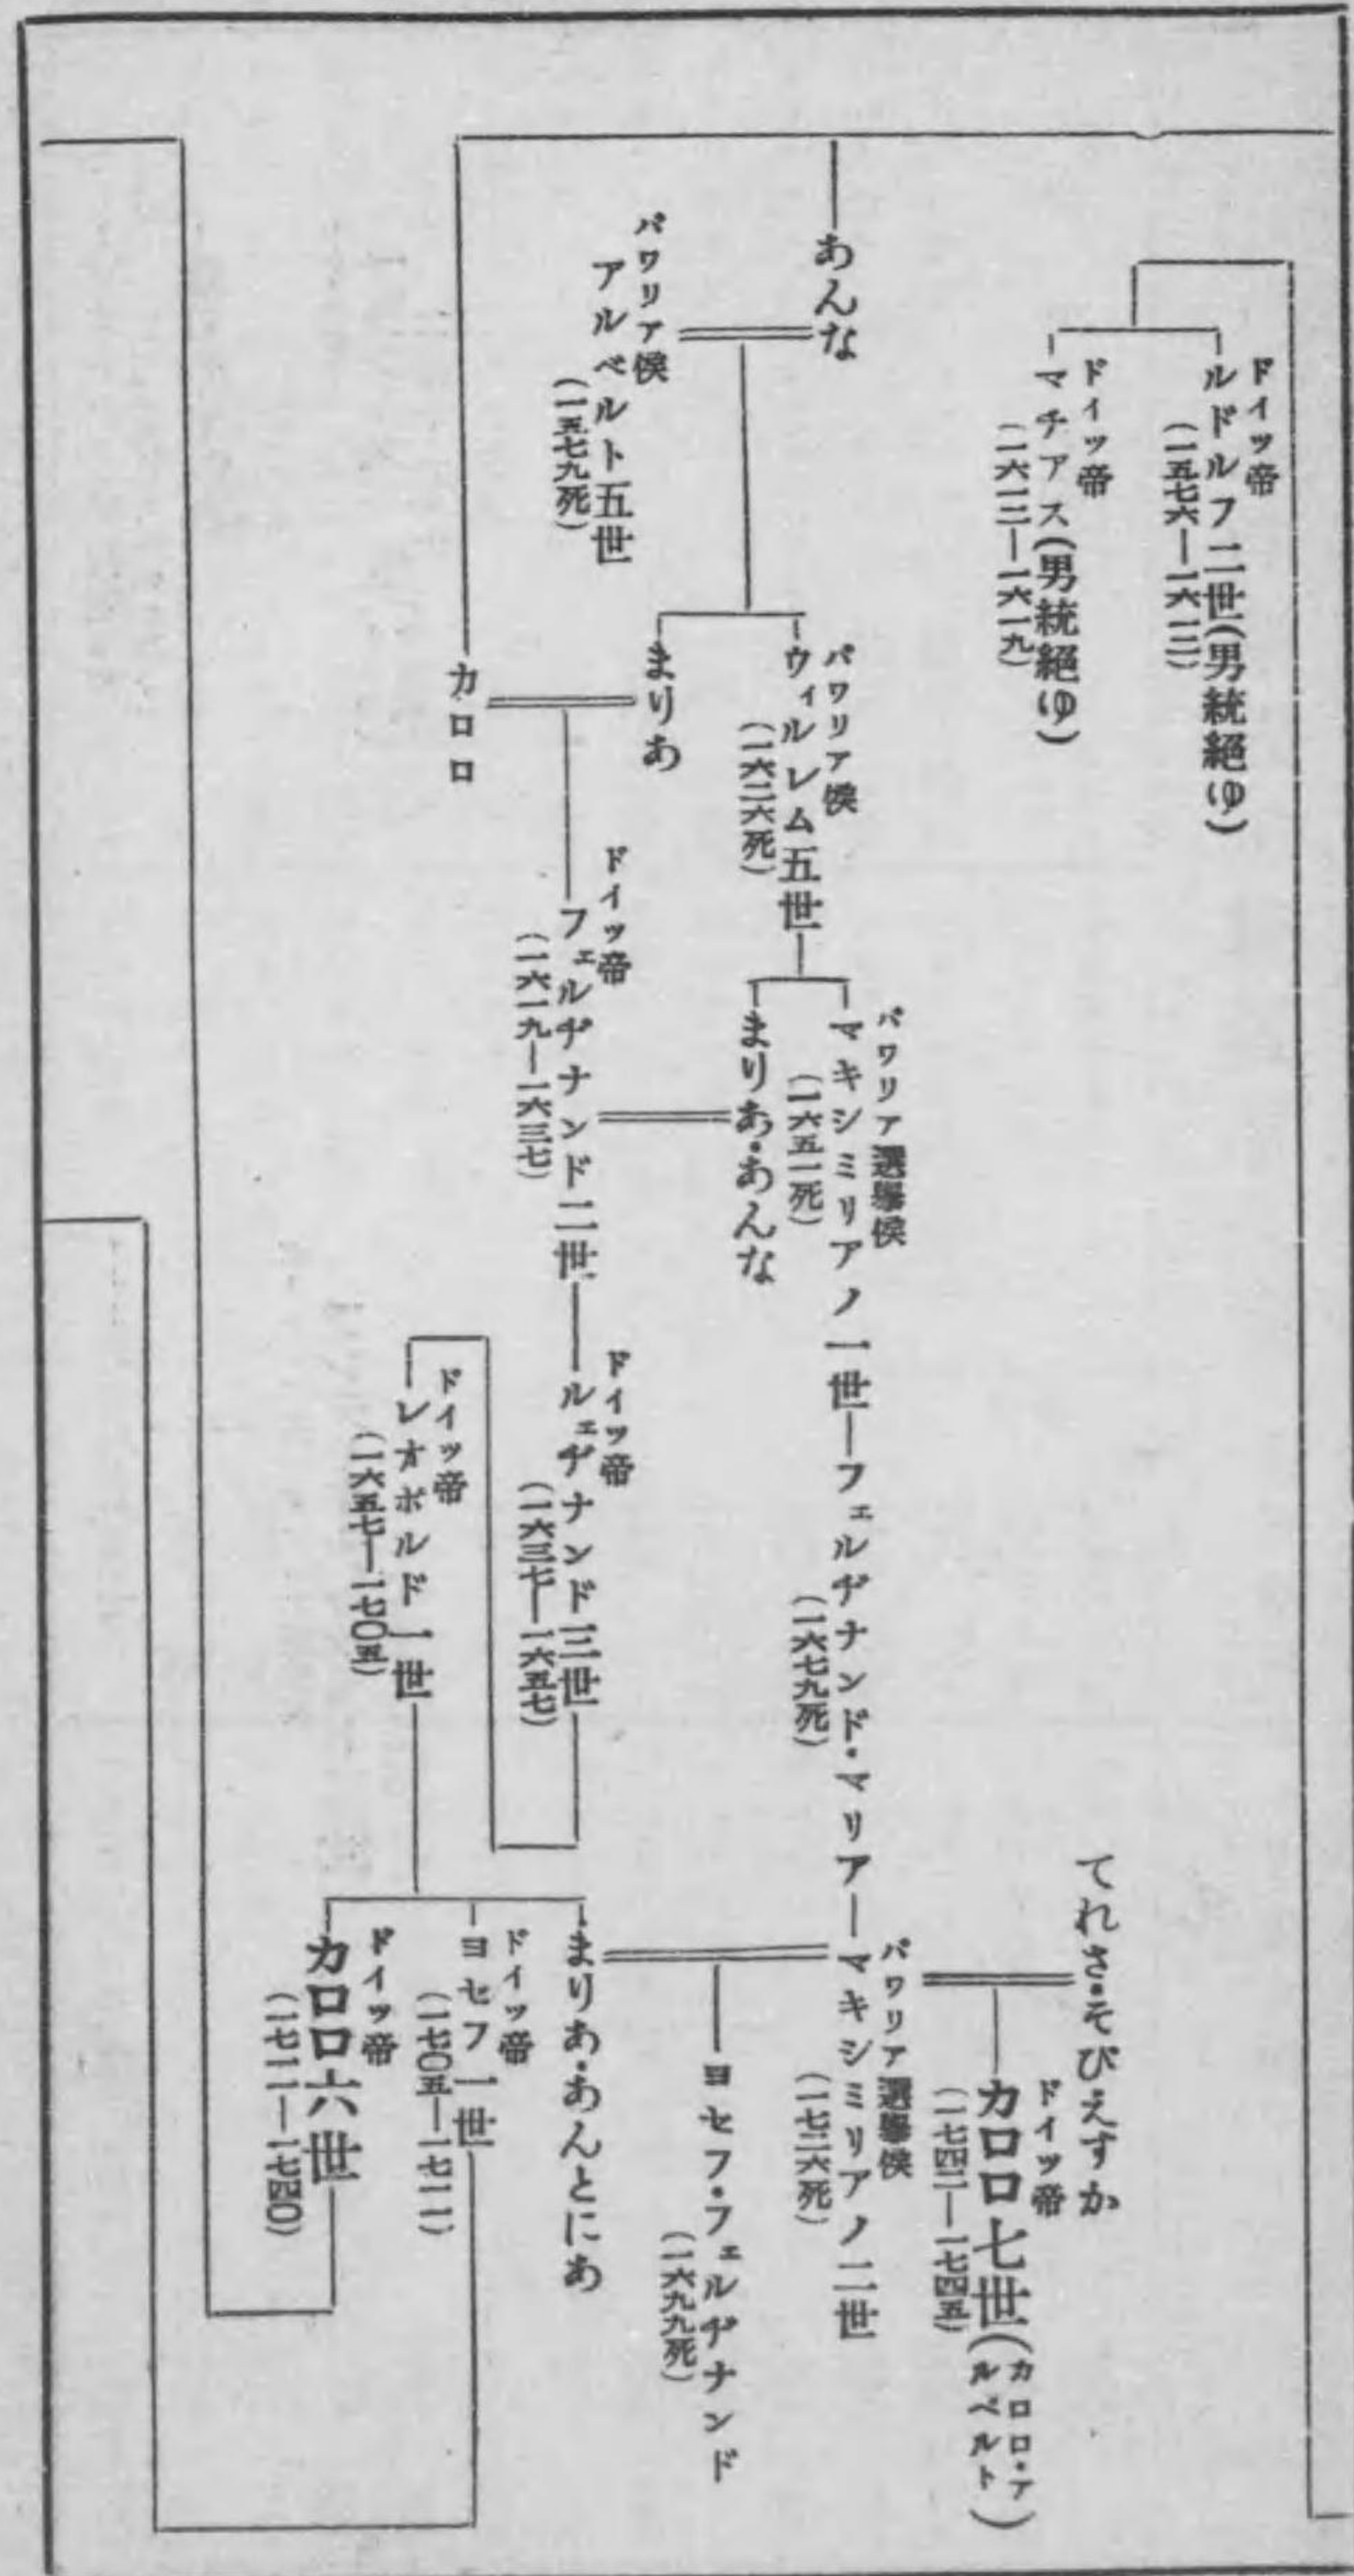 ドイツ帝
ルドルフ二世(男統絕ゆ)
(一五七六―一六一二)
ドイツ帝
マチアス(男統絕ゆ)
(一六一二―一六一九)
あんな
バワリア侯
アルベルト五世
(一五七九死)
バワリア侯
ウィルレム五世
(一六二六死)
まりあ
カロロ
バワリア選擧侯
マキシミリアノ一世―フェルヂナンド・マリア―
(一六五一死)
(一六七九死)
まりあ・あんな
ドイツ帝
フェルヂナンド二世
(一六一九―一六三七)
ドイツ帝
ルェヂナンド三世
(一六三七―一六五七)
ドイツ帝
レオポルド一世
(一六五七―一七〇五)
てれさ・そびえすか
ドイツ帝
カロロ七世(カロロ・アルベルト)
(一七四二―一七四五)
バワリア選擧侯
マキシミリアノ二世
(一七二六死)
ヨセフ・フェルヂナンド
(一六九九死)
まりあ・あんとにあ
ドイツ帝
ヨセフ一世
(一七〇五―一七一一)
ドイツ帝
カロロ六世
(一七一一―一七四〇)